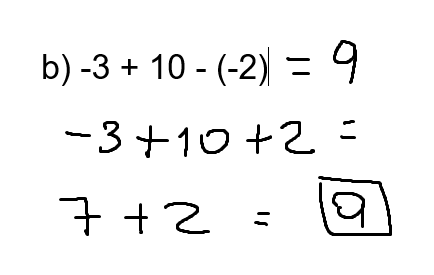 b) -3 + 10 - (-2) = 9
-3+10+2 =
7+2 = 9